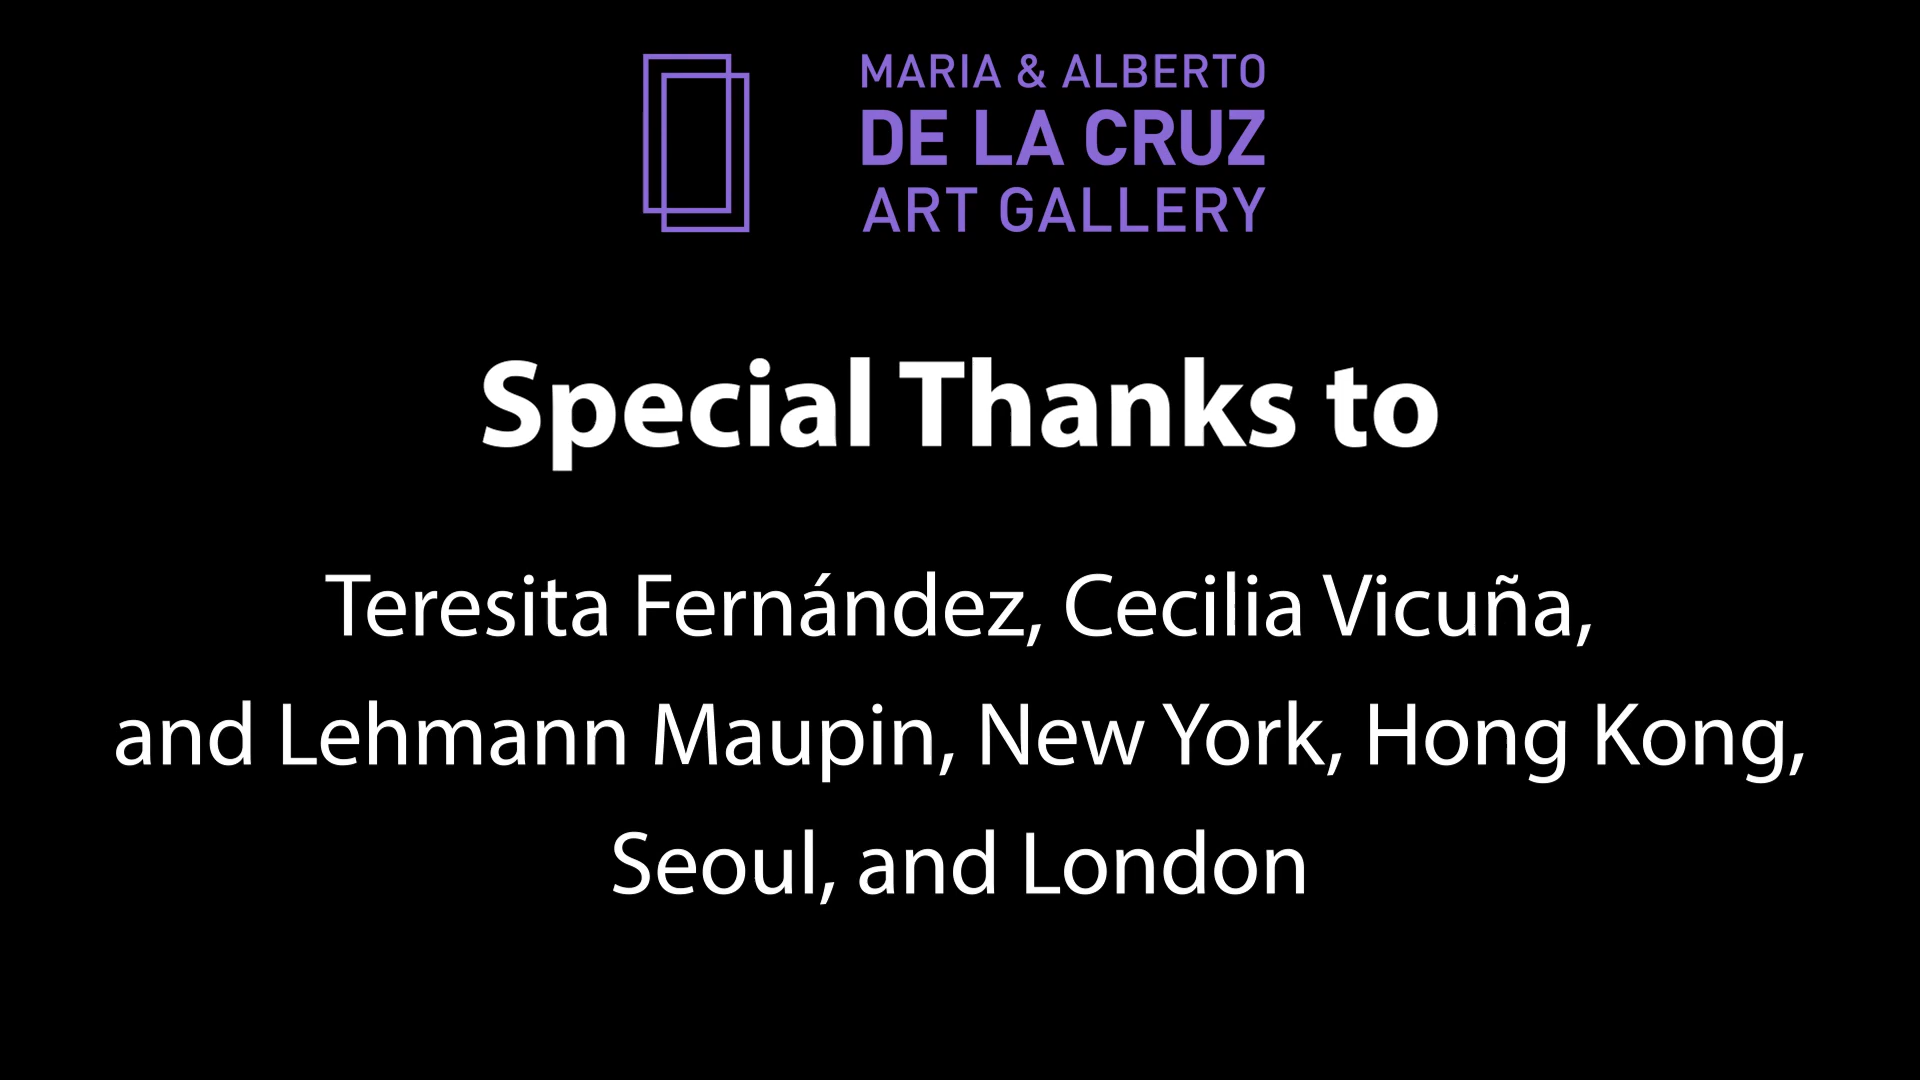 MARIA & ALBERTO
DE LA CRUZ
ART GALLERY
Special Thanks to
Teresita Fernández, Cecilia Vicuña,
and Lehmann Maupin, New York, Hong Kong,
Seoul, and London